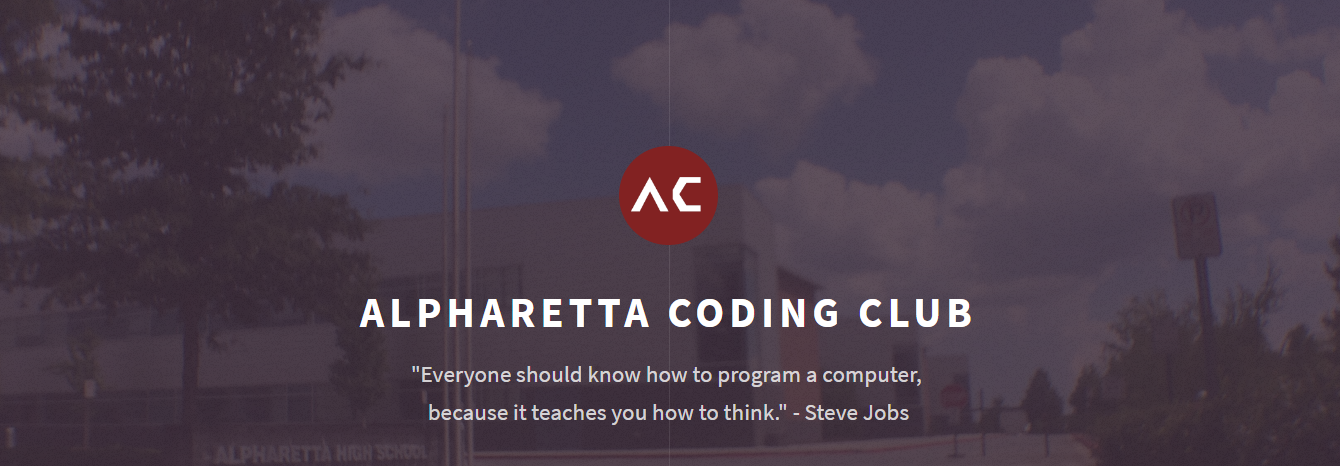 AC
ALPHARETTA CODING CLUB
"Everyone should know how to program a computer,
because it teaches you how to think." - Steve Jobs
ALPHARETTA HIGH SCHOOL